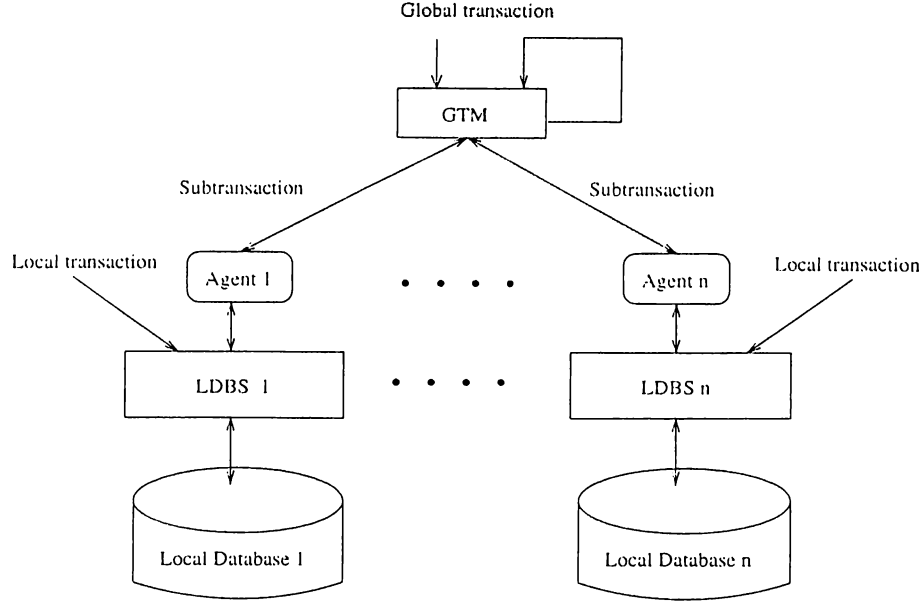 Global transaction
GTM
Subtransaction
Subtransaction
Local transaction
Agent 1
Agent n
Local transaction
LDBS 1
LDBS n
Local Database 1
Local Database n